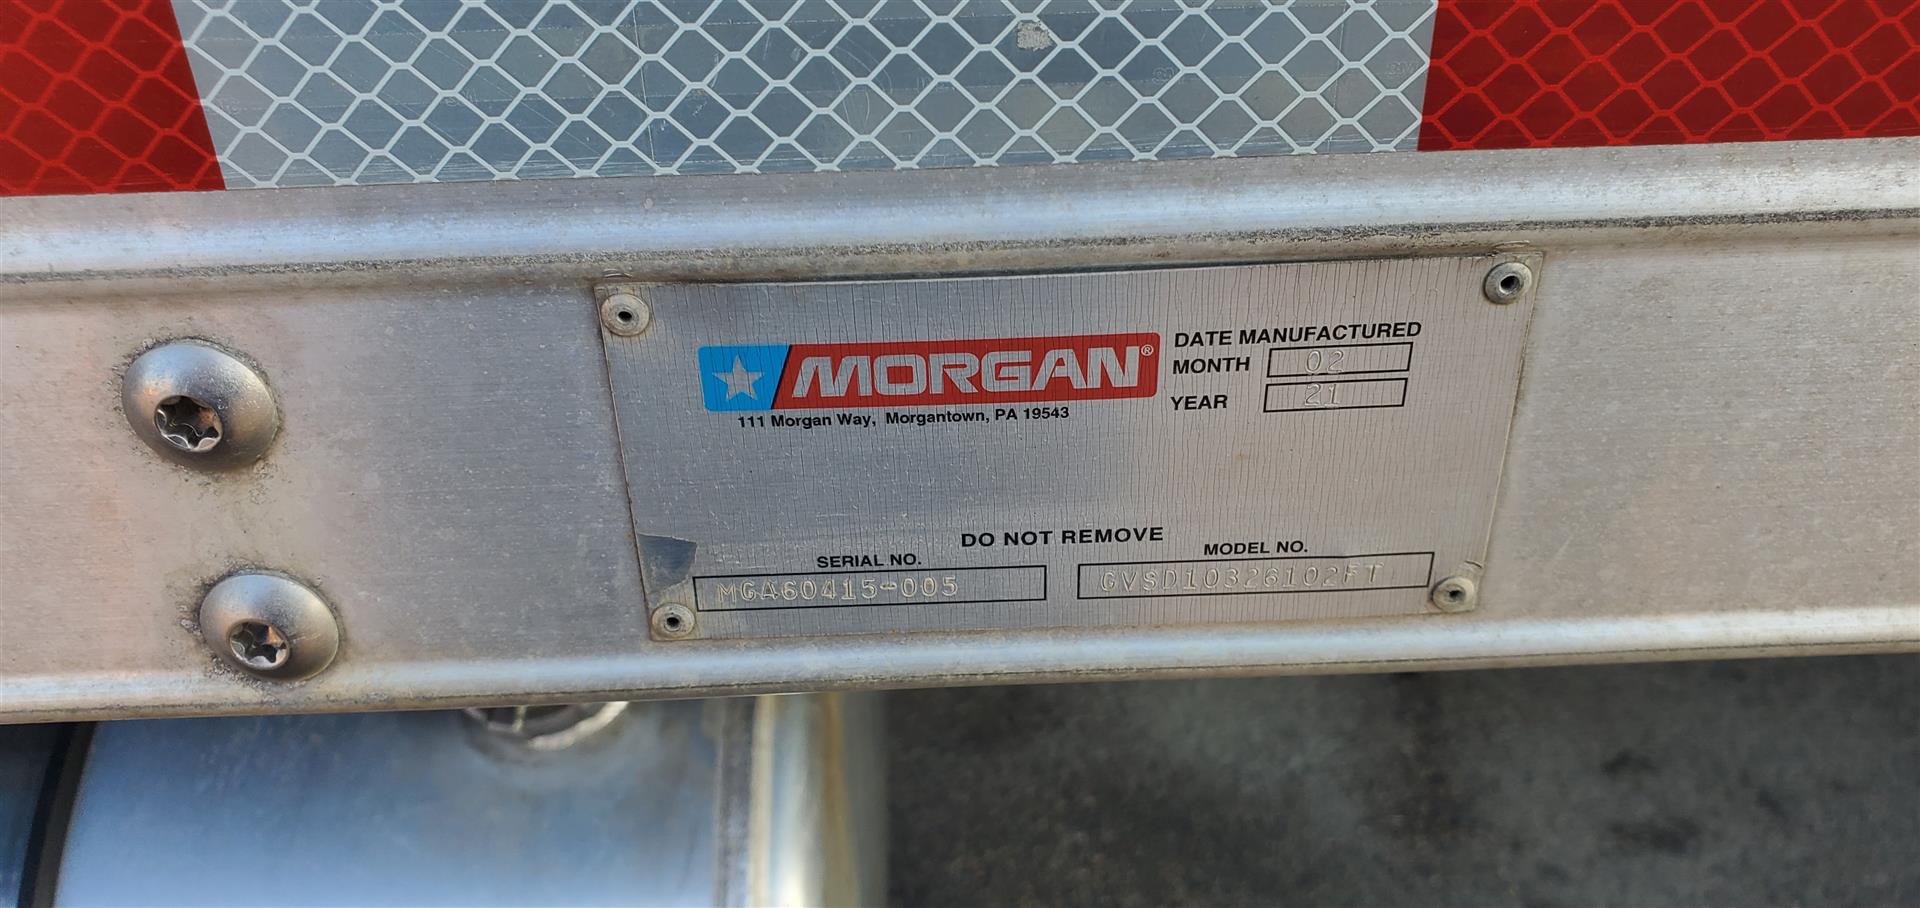 MORGAN®
111 Morgan Way, Morgantown, PA 19543
DATE MANUFACTURED
MONTH 02
YEAR 21
DO NOT REMOVE
SERIAL NO.
MGA60415-005
MODEL NO.
GVSD10326102FT